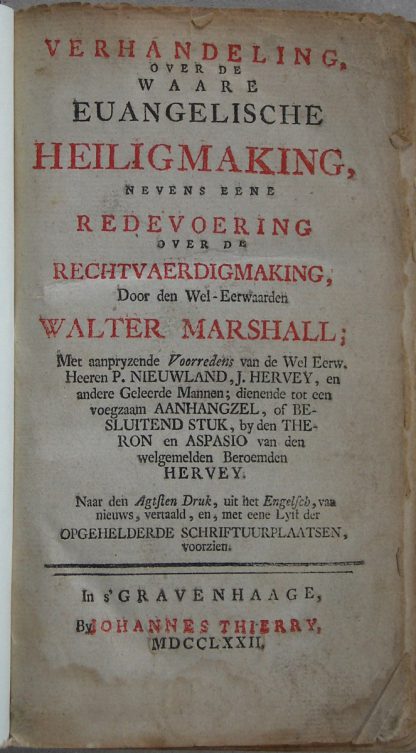 VERHANDELING,
OVER DE
WAARE
EUANGELISCHE
HEILIGMAKING,
NEVENS EENE
REDEVOERING
OVER DE
RECHTVAERDIGMAKING,
Door den Wel-Eerwaarden
WALTER MARSHALL;
Met aanpryzende Voorredens van de Wel Eerw.
Heeren P. NIEUWLAND, J. HERVEY, en
andere Geleerde Mannen; dienende tot een
voegzaam AANHANGZEL, of BE-
SLUITEND STUK, by den THE-
RON en ASPASIO van den
welgemelden Beroemden
HERVEY.
Naar den Agtsten Druk, uit het Engelsch, van
nieuws, vertaald, en, met eene Lyst der
OPGEHELDERDE SCHRIFTUURPLAATSEN,
voorzien.
In s'GRAVENHAAGE,
By JOHANNES THIERRY,
MDCCLXXII.